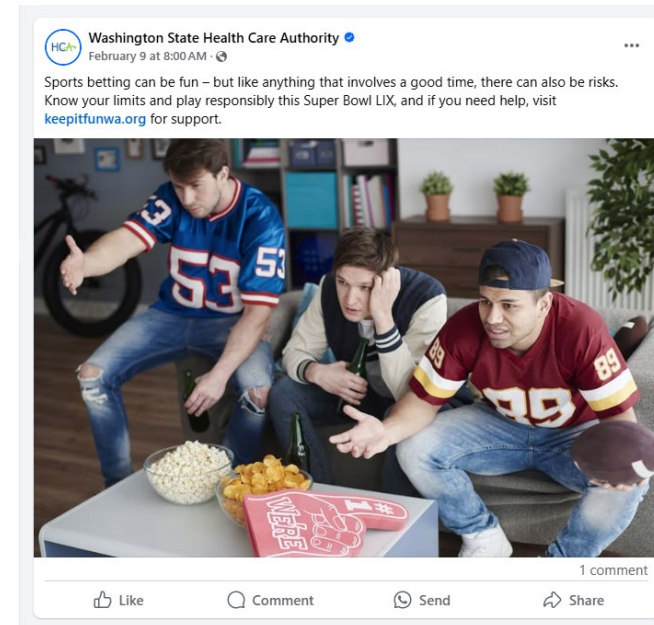 HCA
Washington State Health Care Authority
February 9 at 8:00 AM ·
Sports betting can be fun – but like anything that involves a good time, there can also be risks.
Know your limits and play responsibly this Super Bowl LIX, and if you need help, visit
keepitfunwa.org for support.
53
53
53
89
89
89
#1
WE'RE
1 comment
Like
Comment
Send
Share